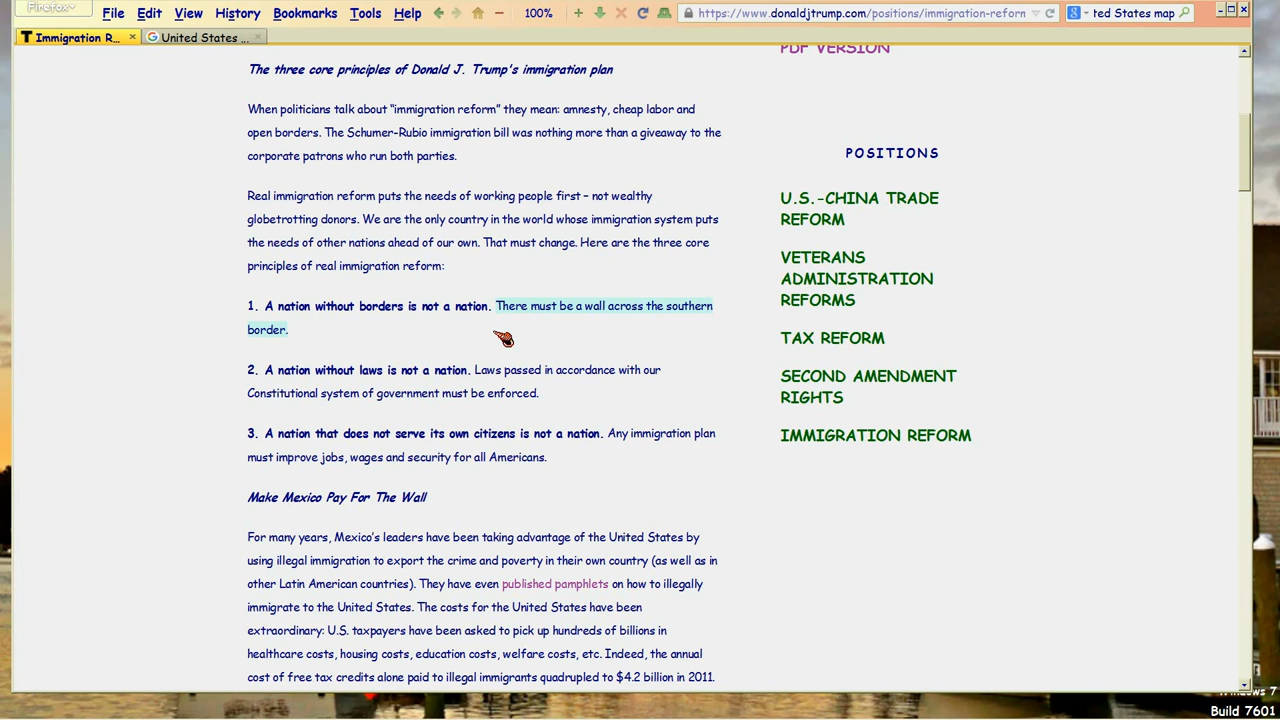 Firefox
File Edit View History Bookmarks Tools Help 100% https://www.donaldjtrump.com/positions/immigration-reforn ted States map
Immigration R... United States ...
PDF VERSION
The three core principles of Donald J. Trump's immigration plan
When politicians talk about “immigration reform” they mean: amnesty, cheap labor and
open borders. The Schumer-Rubio immigration bill was nothing more than a giveaway to the
corporate patrons who run both parties.
Real immigration reform puts the needs of working people first – not wealthy
globetrotting donors. We are the only country in the world whose immigration system puts
the needs of other nations ahead of our own. That must change. Here are the three core
principles of real immigration reform:
1. A nation without borders is not a nation. There must be a wall across the southern
border.
2. A nation without laws is not a nation. Laws passed in accordance with our
Constitutional system of government must be enforced.
3. A nation that does not serve its own citizens is not a nation. Any immigration plan
must improve jobs, wages and security for all Americans.
Make Mexico Pay For The Wall
For many years, Mexico’s leaders have been taking advantage of the United States by
using illegal immigration to export the crime and poverty in their own country (as well as in
other Latin American countries). They have even published pamphlets on how to illegally
immigrate to the United States. The costs for the United States have been
extraordinary: U.S. taxpayers have been asked to pick up hundreds of billions in
healthcare costs, housing costs, education costs, welfare costs, etc. Indeed, the annual
cost of free tax credits alone paid to illegal immigrants quadrupled to $4.2 billion in 2011.
POSITIONS
U.S.-CHINA TRADE
REFORM
VETERANS
ADMINISTRATION
REFORMS
TAX REFORM
SECOND AMENDMENT
RIGHTS
IMMIGRATION REFORM
Windows 7
Build 7601